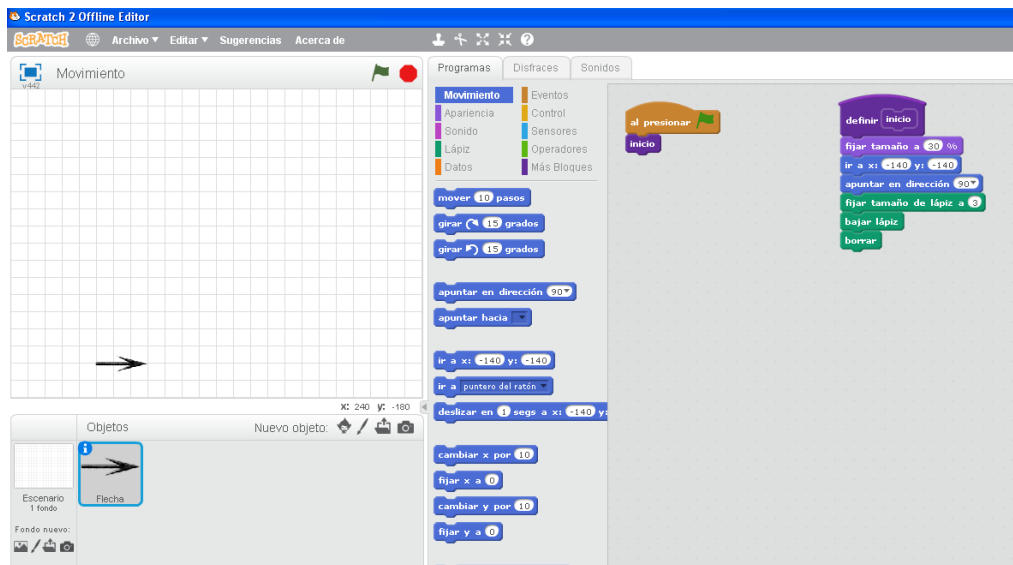 Scratch 2 Offline Editor
SCRATCH Archivo Editar Sugerencias Acerca de
Movimiento
v442
x: 240 y: -180
Objetos Nuevo objeto:
Escenario
1 fondo
Fondo nuevo:
Flecha
Programas Disfraces Sonidos
Movimiento Eventos
Apariencia Control
Sonido Sensores
Lápiz Operadores
Datos Más Bloques
mover 10 pasos
girar 15 grados
girar 15 grados
apuntar en dirección 90
apuntar hacia
ir a x: -140 y: -140
ir a puntero del ratón
deslizar en 1 segs a x: -140 y:
cambiar x por 10
fijar x a 0
cambiar y por 10
fijar y a 0
al presionar
inicio
definir inicio
fijar tamaño a 30 %
ir a x: -140 y: -140
apuntar en dirección 90
fijar tamaño de lápiz a 3
bajar lápiz
borrar